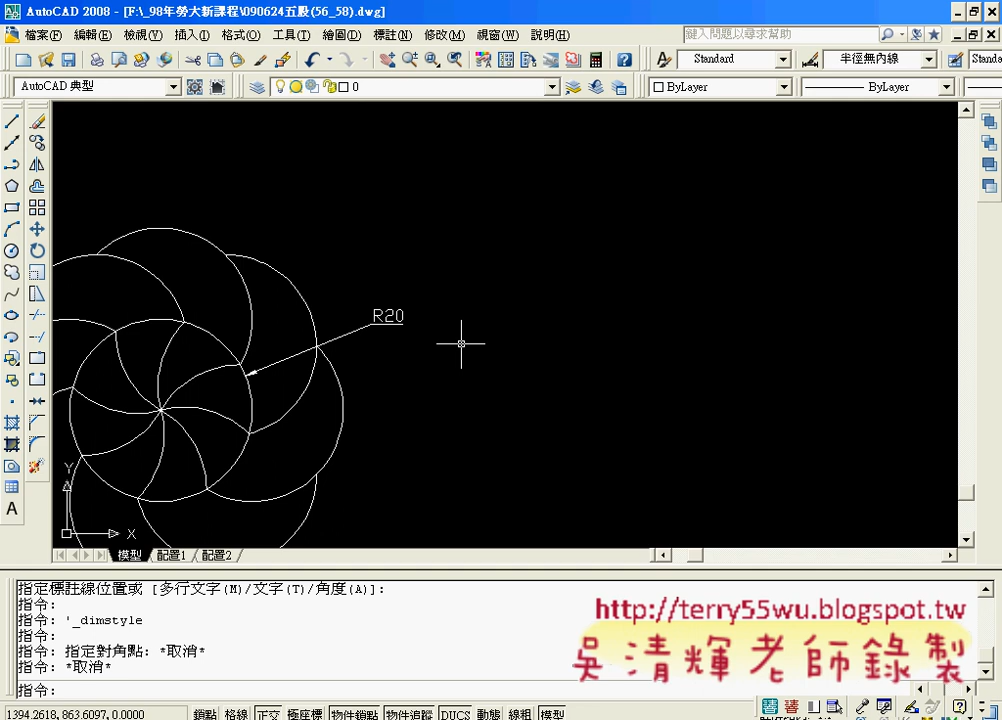 AutoCAD 2008 - [F:\_98年勞大新課程\090624五股(56_58).dwg]
檔案(F) 編輯(E) 檢視(V) 插入(I) 格式(O) 工具(T) 繪圖(D) 標註(N) 修改(M) 視窗(W) 說明(H) 鍵入問題以尋求幫助
Standard 半徑無內線 Standa
AutoCAD 典型 0 ByLayer ByLayer
R20
Y
X
A
模型 配置1 配置2
指定標註線位置或 [多行文字(M)/文字(T)/角度(A)]:
指令:
指令: '_dimstyle
指令:
指令: 指定對角點: *取消*
指令: *取消*
指令:
http://terry55wu.blogspot.tw
吳清輝老師錄製
1394.2618, 863.6097, 0.0000 鎖點 格線 正交 極座標 物件鎖點 物件追蹤 DUCS 動態 線粗 模型